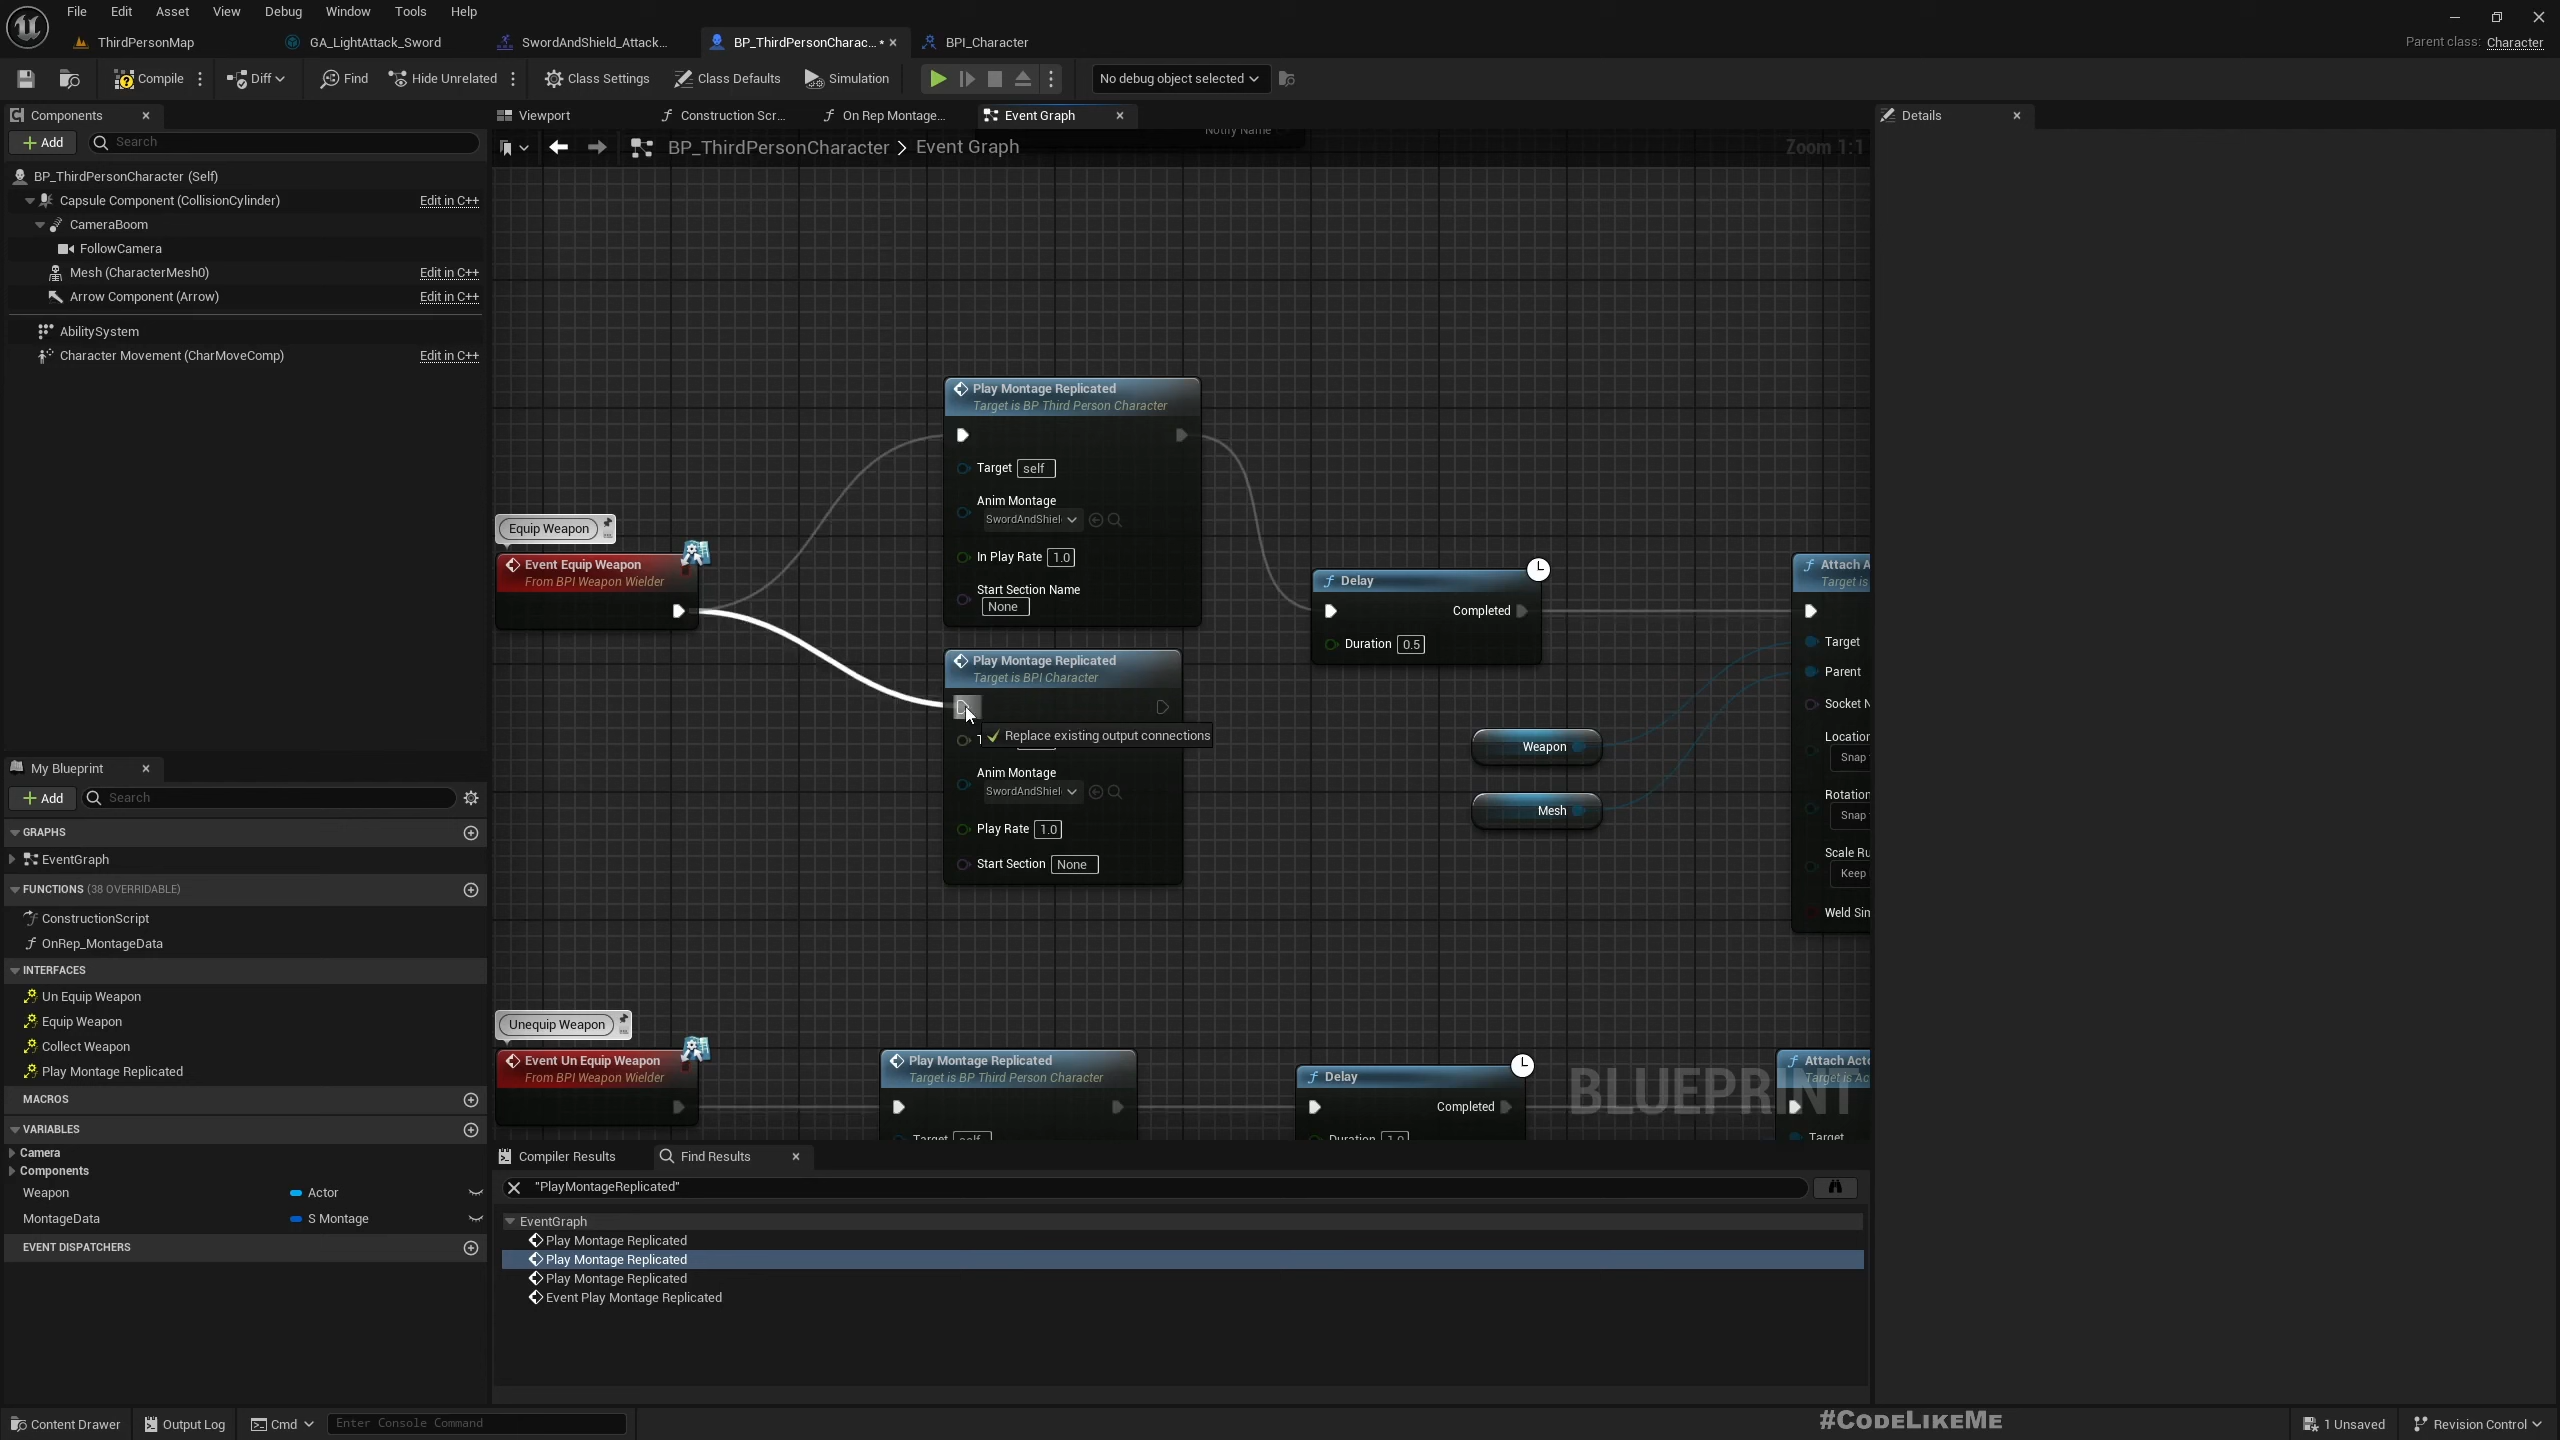 File Edit Asset View Debug Window Tools Help
ThirdPersonMap GA_LightAttack_Sword SwordAndShield_Attack... BP_ThirdPersonCharac... • BPI_Character
Parent class: Character
Compile Diff Find Hide Unrelated Class Settings Class Defaults Simulation No debug object selected
Components
Viewport Construction Scr... On Rep Montage... Event Graph
Details
Add Search
BP_ThirdPersonCharacter > Event Graph
Zoom 1:1
Notify Name
BP_ThirdPersonCharacter (Self)
Capsule Component (CollisionCylinder) Edit in C++
CameraBoom
FollowCamera
Mesh (CharacterMesh0) Edit in C++
Arrow Component (Arrow) Edit in C++
AbilitySystem
Character Movement (CharMoveComp) Edit in C++
Play Montage Replicated
Target is BP Third Person Character
Target self
Anim Montage
SwordAndShiel
In Play Rate 1.0
Start Section Name
None
Equip Weapon
Event Equip Weapon
From BPI Weapon Wielder
Delay
Completed
Duration 0.5
Attach A
Target is
Target
Parent
Socket N
Location
Snap
Rotation
Snap
Scale Ru
Keep
Weld Sim
Play Montage Replicated
Target is BPI Character
Replace existing output connections
Anim Montage
SwordAndShiel
Play Rate 1.0
Start Section None
Weapon
Mesh
Unequip Weapon
Event Un Equip Weapon
From BPI Weapon Wielder
Play Montage Replicated
Target is BP Third Person Character
Target self
Delay
Completed
Duration 1.0
Attach Acto
Target is Ac
Target
BLUEPRINT
My Blueprint
Add Search
GRAPHS
EventGraph
FUNCTIONS (38 OVERRIDABLE)
ConstructionScript
OnRep_MontageData
INTERFACES
Un Equip Weapon
Equip Weapon
Collect Weapon
Play Montage Replicated
MACROS
VARIABLES
Camera
Components
Weapon Actor
MontageData S Montage
EVENT DISPATCHERS
Compiler Results Find Results
"PlayMontageReplicated"
EventGraph
Play Montage Replicated
Play Montage Replicated
Play Montage Replicated
Event Play Montage Replicated
Content Drawer Output Log Cmd Enter Console Command
#CodeLikeMe
1 Unsaved Revision Control